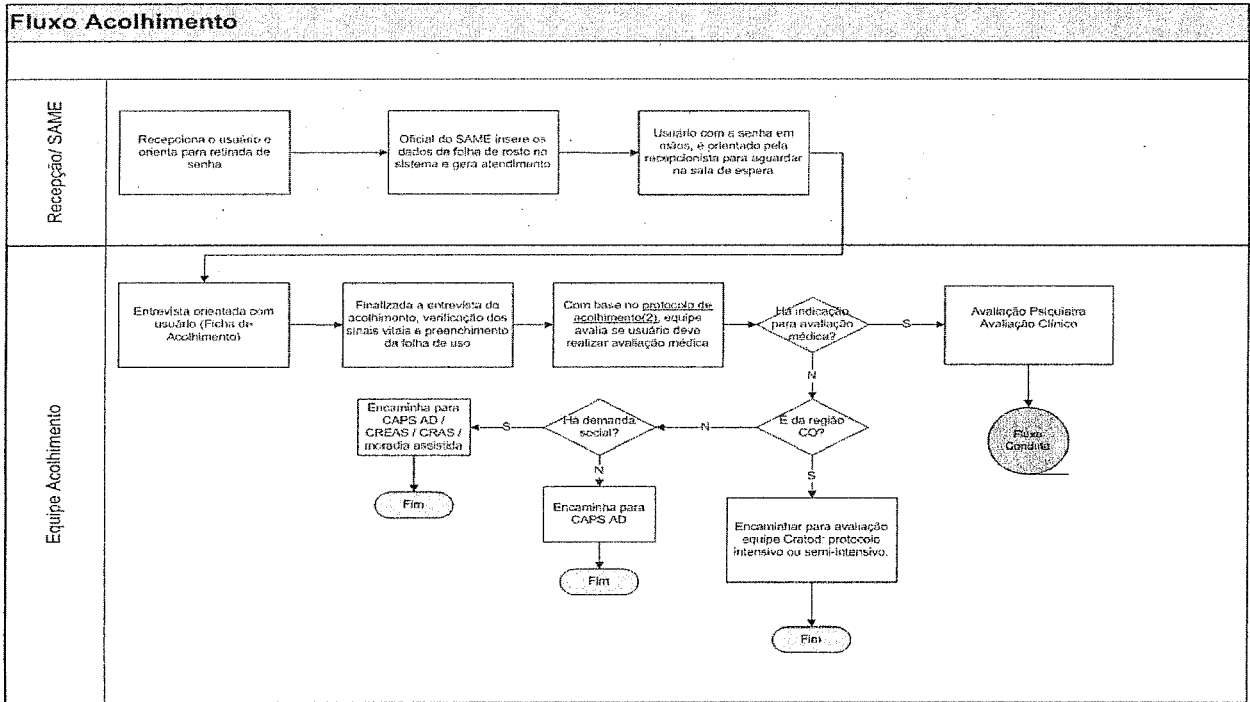 Fluxo Acolhimento
Recepção/ SAME
Recepciona o usuário e
orienta para retirada de
senha
Oficial do SAME insere os
dados da folha de rosto no
sistema e gera atendimento
Usuário com a senha em
mãos, é orientado pela
recepcionista para aguardar
na sala de espera
Equipe Acolhimento
Entrevista orientada com
usuário (Ficha de
Acolhimento)
Finalizada a entrevista do
acolhimento, verificação dos
sinais vitais e preenchimento
da folha de uso
Com base no protocolo de
acolhimento(2), equipe
avalia se usuário deve
realizar avaliação médica
Há indicação
para avaliação
médica?
S
Avaliação Psiquiatra
Avaliação Clínico
N
Fluxo
Conduta
É da região
CO?
N
Há demanda
social?
S
Encaminha para
CAPS AD /
CREAS / CRAS /
moradia assistida
Fim
N
Encaminha para
CAPS AD
Fim
S
Encaminhar para avaliação
equipe Cratod: protocolo
intensivo ou semi-intensivo.
Fim